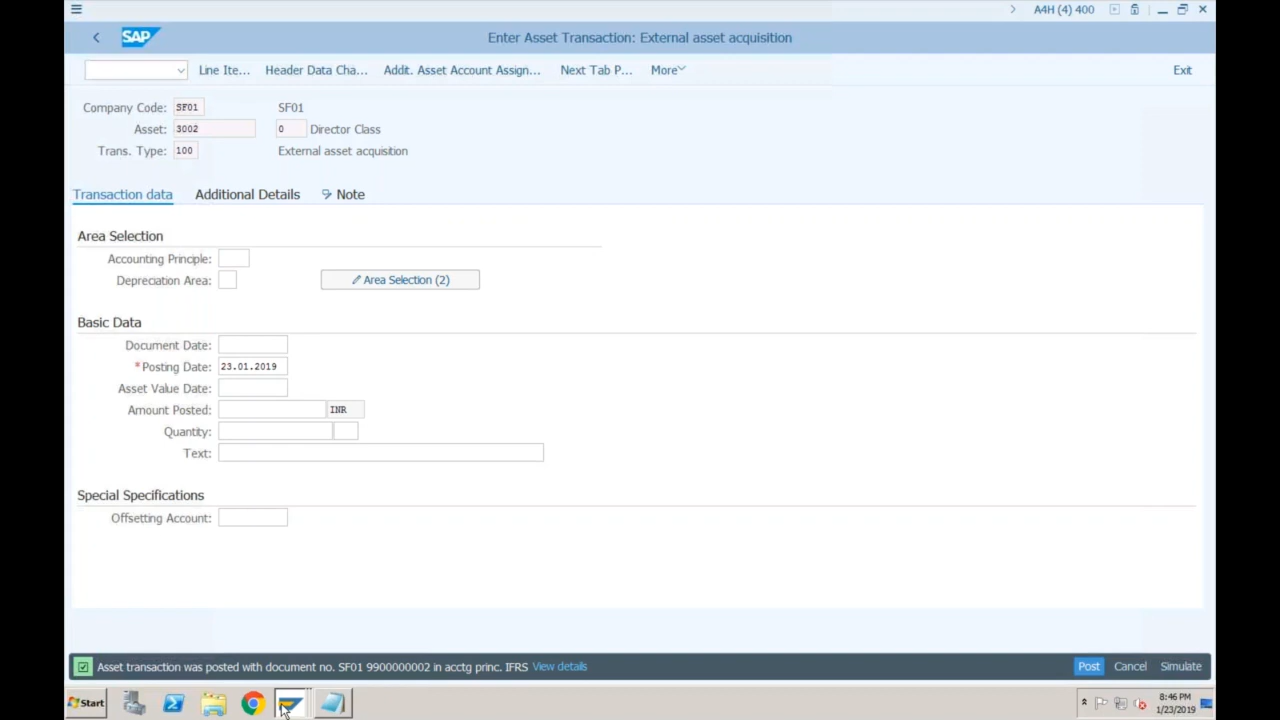 A4H (4) 400
SAP Enter Asset Transaction: External asset acquisition
Line Ite... Header Data Cha... Addit. Asset Account Assign... Next Tab P... More Exit
Company Code: SF01 SF01
Asset: 3002 0 Director Class
Trans. Type: 100 External asset acquisition
Transaction data Additional Details Note
Area Selection
Accounting Principle:
Depreciation Area: Area Selection (2)
Basic Data
Document Date:
*Posting Date: 23.01.2019
Asset Value Date:
Amount Posted: INR
Quantity:
Text:
Special Specifications
Offsetting Account:
Asset transaction was posted with document no. SF01 9900000002 in acctg princ. IFRS View details Post Cancel Simulate
Start 8:46 PM
1/23/2019